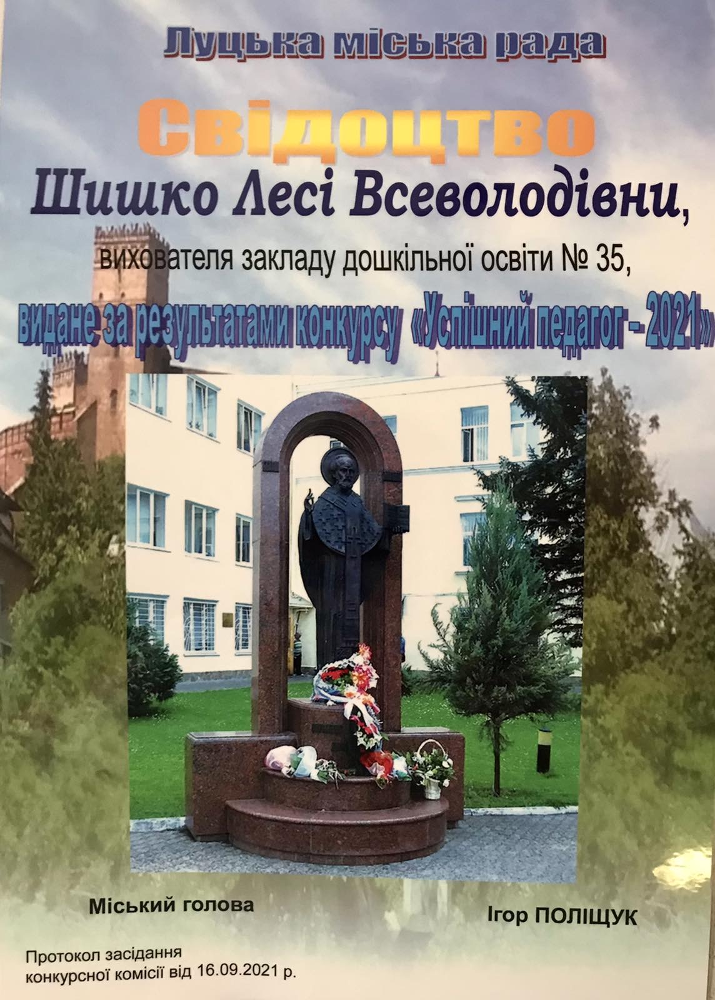 Луцька міська рада
Свідоцтво
Шишко Лесі Всеволодівни,
вихователя закладу дошкільної освіти № 35,
видане за результатами конкурсу «Успішний педагог – 2021»
Міський голова
Ігор ПОЛІЩУК
Протокол засідання
конкурсної комісії від 16.09.2021 р.